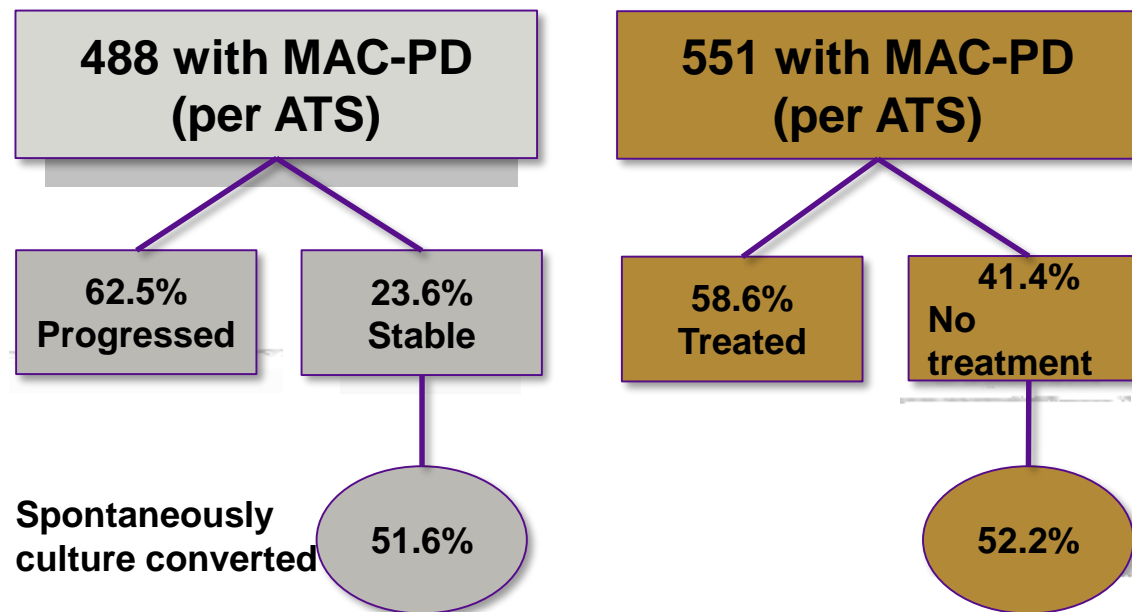 488 with MAC-PD
(per ATS)
551 with MAC-PD
(per ATS)
62.5%
Progressed
23.6%
Stable
58.6%
Treated
41.4%
No
treatment
Spontaneously
culture converted
51.6%
52.2%